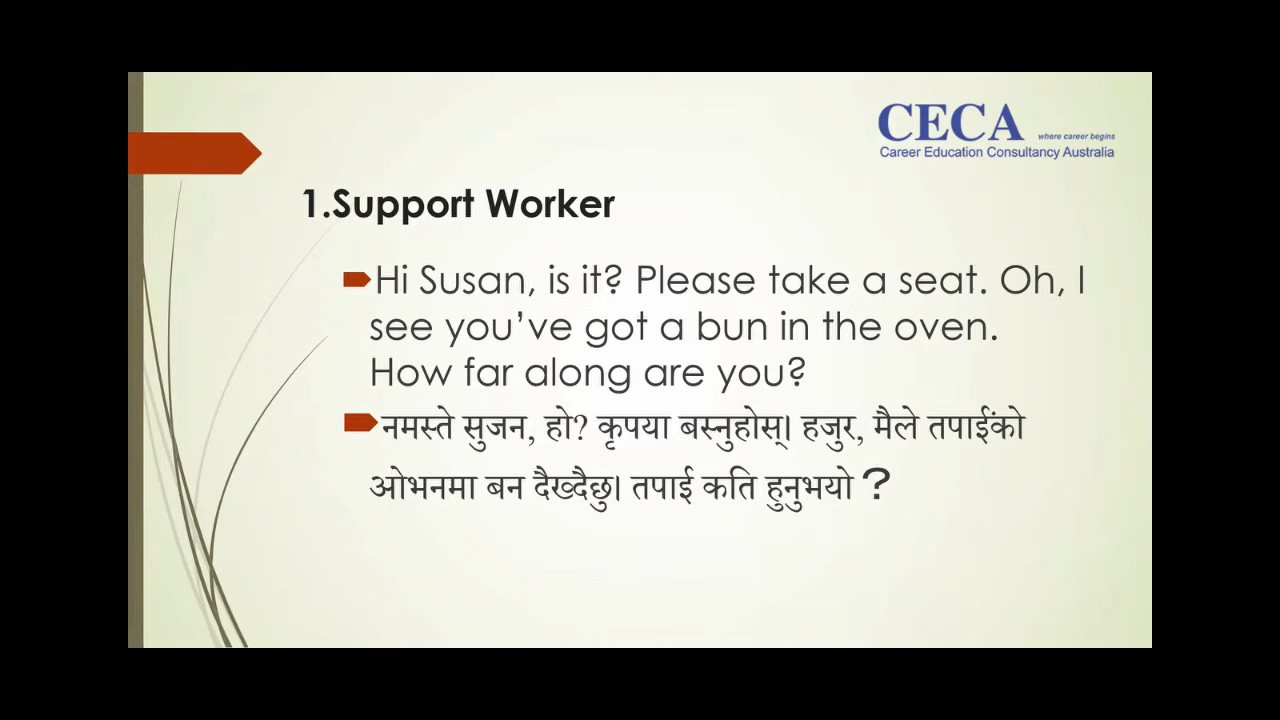 CECA where career begins
Career Education Consultancy Australia
1.Support Worker
Hi Susan, is it? Please take a seat. Oh, I
see you’ve got a bun in the oven.
How far along are you?
नमस्ते सुजन, हो? कृपया बस्नुहोस्। हजुर, मैले तपाईंको
ओभनमा बन दैख्दैछु। तपाई कति हुनुभयो ?